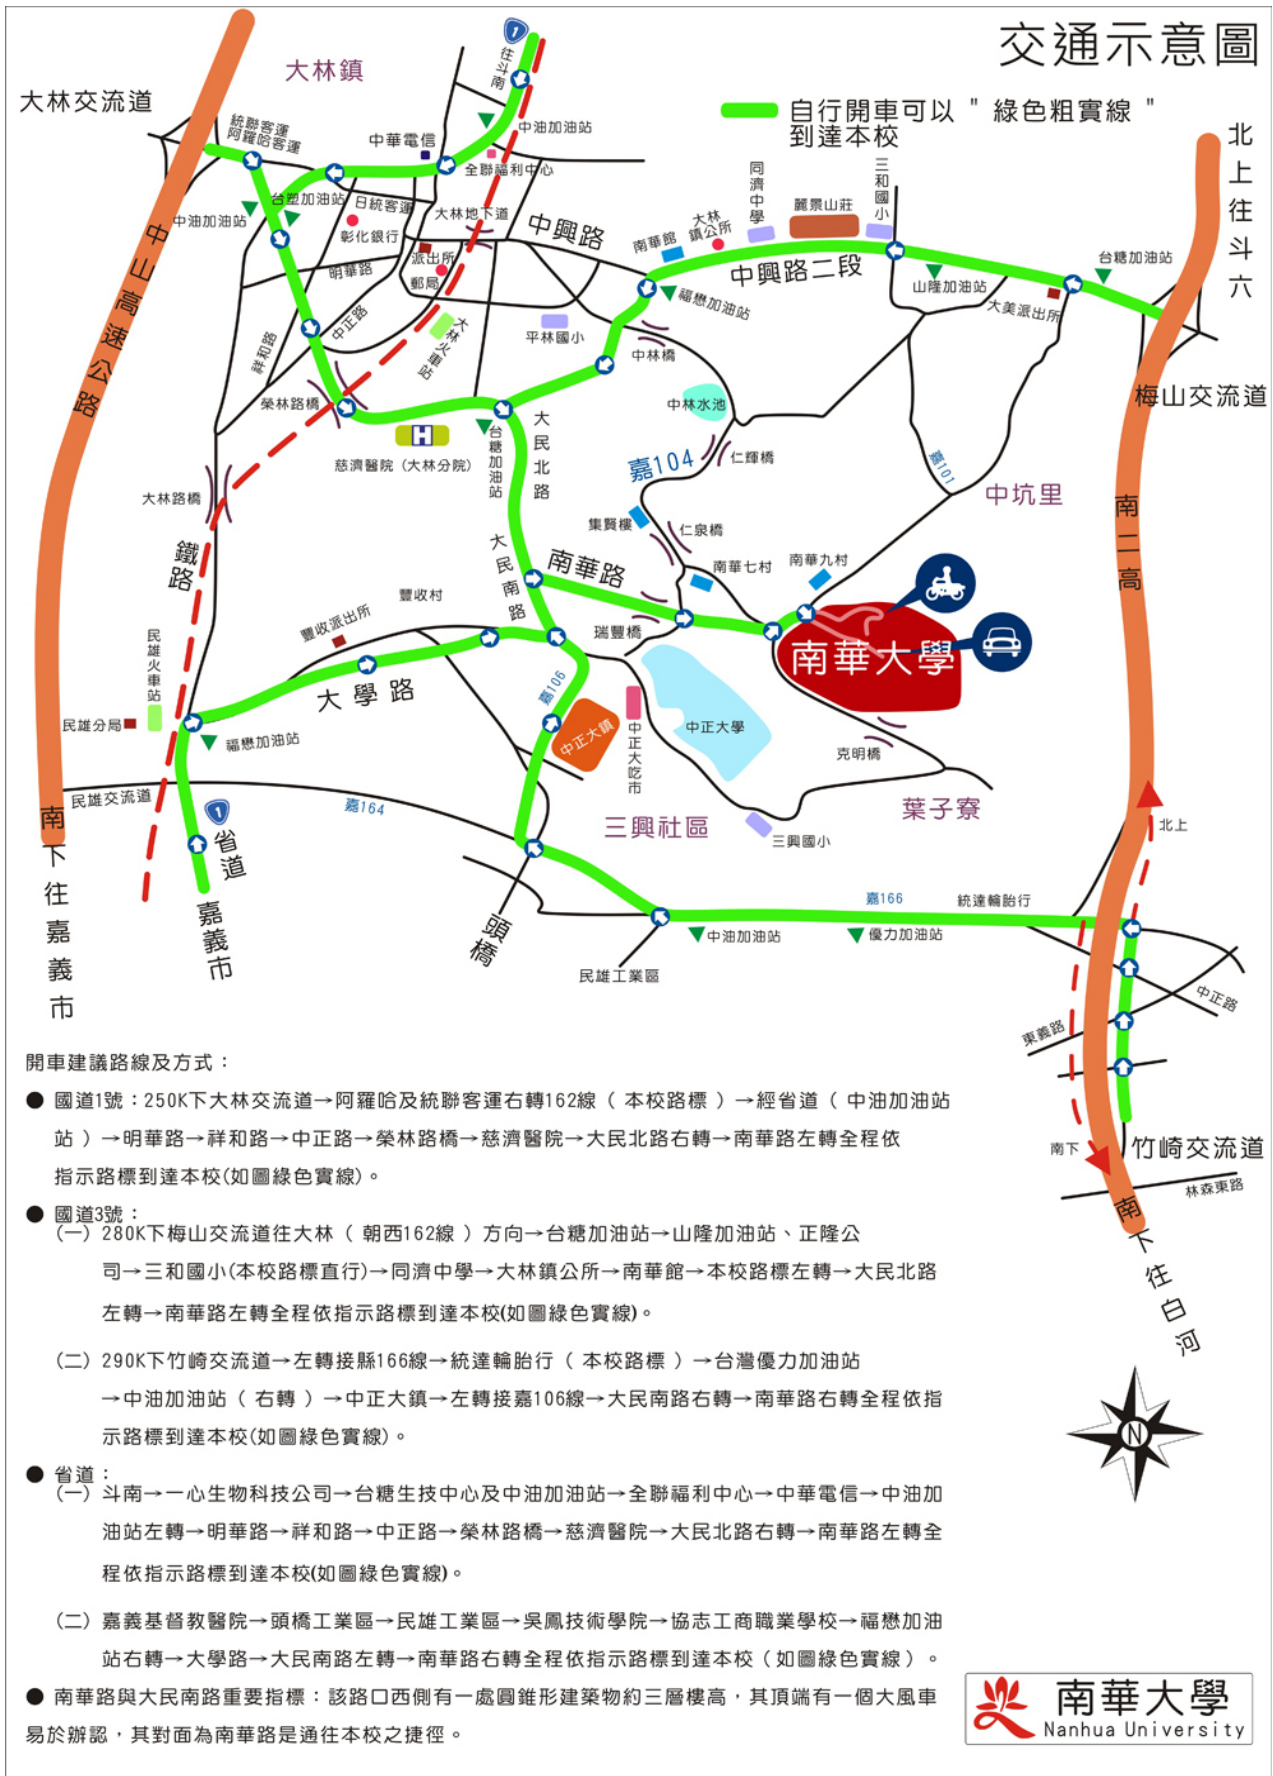 交通示意圖
自行開車可以 " 綠色粗實線 "
到達本校
1
往斗南
大林鎮
大林交流道
統聯客運
阿羅哈客運
中華電信
中油加油站
全聯福利中心
台塑加油站
日統客運
大林地下道
中油加油站
彰化銀行
派出所
郵局
明華路
中正路
祥和路
大林火車站
中興路
南華館
大林
鎮公所
同濟中學
麗景山莊
三和國小
中興路二段
福懋加油站
山隆加油站
大美派出所
台糖加油站
北上往斗六
梅山交流道
中山高速公路
平林國小
中林橋
中林水池
榮林路橋
慈濟醫院 (大林分院)
H
台糖加油站
大民北路
嘉104
仁輝橋
嘉101
中坑里
大林路橋
集賢樓
仁泉橋
南華七村
南華九村
鐵路
大民南路
南華路
南二高
豐收村
豐收派出所
瑞豐橋
南華大學
民雄火車站
民雄分局
大學路
嘉106
中正大鎮
中正大吃市
中正大學
克明橋
福懋加油站
民雄交流道
嘉164
1
省道
三興社區
三興國小
葉子寮
北上
南下往嘉義市
嘉義市
頭橋
嘉166
統達輪胎行
中油加油站
優力加油站
民雄工業區
中正路
東義路
南下
竹崎交流道
林森東路
南下往白河
N
開車建議路線及方式：
● 國道1號：250K下大林交流道→阿羅哈及統聯客運右轉162線（ 本校路標 ）→經省道（ 中油加油站
站 ）→明華路→祥和路→中正路→榮林路橋→慈濟醫院→大民北路右轉→南華路左轉全程依
指示路標到達本校(如圖綠色實線)。
● 國道3號：
(一) 280K下梅山交流道往大林（ 朝西162線 ）方向→台糖加油站→山隆加油站、正隆公
司→三和國小(本校路標直行)→同濟中學→大林鎮公所→南華館→本校路標左轉→大民北路
左轉→南華路左轉全程依指示路標到達本校(如圖綠色實線)。
(二) 290K下竹崎交流道→左轉接縣166線→統達輪胎行（ 本校路標 ）→台灣優力加油站
→中油加油站（ 右轉 ）→中正大鎮→左轉接嘉106線→大民南路右轉→南華路右轉全程依指
示路標到達本校(如圖綠色實線)。
● 省道：
(一) 斗南→一心生物科技公司→台糖生技中心及中油加油站→全聯福利中心→中華電信→中油加
油站左轉→明華路→祥和路→中正路→榮林路橋→慈濟醫院→大民北路右轉→南華路左轉全
程依指示路標到達本校(如圖綠色實線)。
(二) 嘉義基督教醫院→頭橋工業區→民雄工業區→吳鳳技術學院→協志工商職業學校→福懋加油
站右轉→大學路→大民南路左轉→南華路右轉全程依指示路標到達本校（如圖綠色實線）。
● 南華路與大民南路重要指標：該路口西側有一處圓錐形建築物約三層樓高，其頂端有一個大風車
易於辦認，其對面為南華路是通往本校之捷徑。
南華大學
Nanhua University